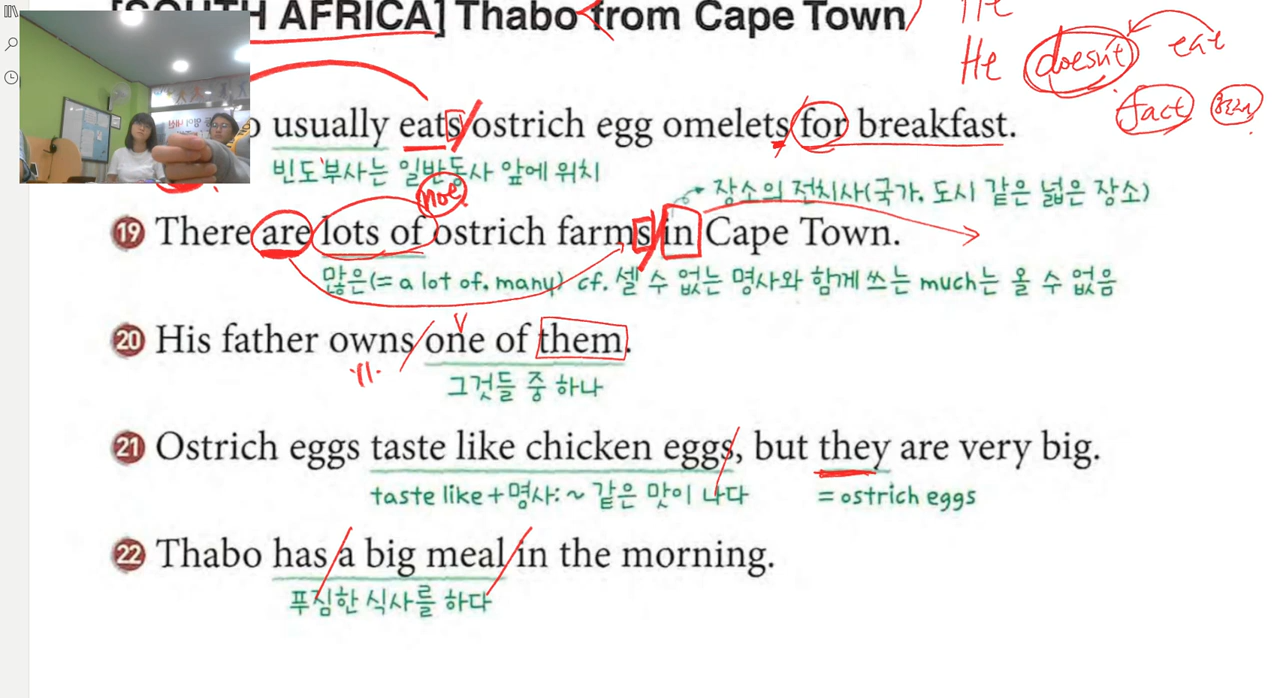 [SOUTH AFRICA] Thabo from Cape Town
He
He doesn't eat
fact
usually eats ostrich egg omelets for breakfast.
빈도부사는 일반동사 앞에 위치
장소의 전치사(국가, 도시 같은 넓은 장소)
19 There are lots of ostrich farms in Cape Town.
많은(= a lot of, many) cf. 셀 수 없는 명사와 함께 쓰는 much는 올 수 없음
20 His father owns one of them.
그것들 중 하나
21 Ostrich eggs taste like chicken eggs, but they are very big.
taste like+명사: ~ 같은 맛이 나다
= ostrich eggs
22 Thabo has a big meal in the morning.
푸짐한 식사를 하다